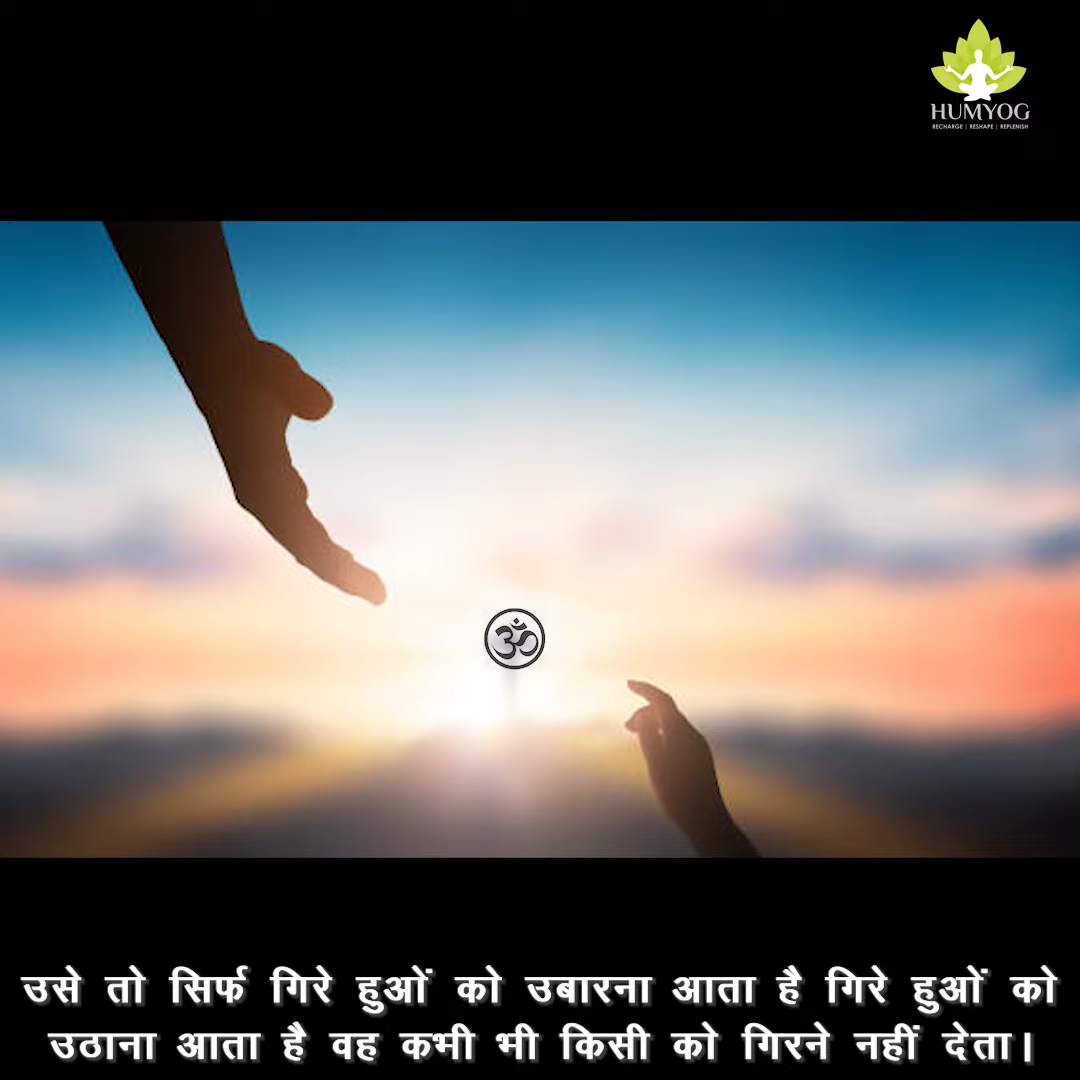 HUMYOG
RECHARGE | RESHAPE | REPLENISH
ॐ
उसे तो सिर्फ गिरे हुओं को उबारना आता है गिरे हुओं को
उठाना आता है वह कभी भी किसी को गिरने नहीं देता।